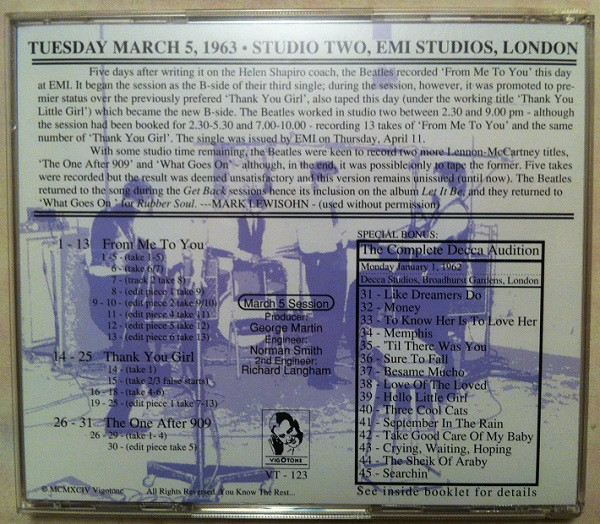 TUESDAY MARCH 5, 1963 • STUDIO TWO, EMI STUDIOS, LONDON
Five days after writing it on the Helen Shapiro coach, the Beatles recorded 'From Me To You' this day
at EMI. It began the session as the B-side of their third single; during the session, however, it was promoted to pre-
mier status over the previously prefered 'Thank You Girl', also taped this day (under the working title 'Thank You
Little Girl') which became the new B-side. The Beatles worked in studio two between 2.30 and 9.00 pm - although
the session had been booked for 2.30-5.30 and 7.00-10.00 - recording 13 takes of 'From Me To You' and the same
number of 'Thank You Girl'. The single was issued by EMI on Thursday, April 11.
With some studio time remaining, the Beatles were keen to record two more Lennon-McCartney titles,
'The One After 909' and 'What Goes On' - although, in the end, it was possible only to tape the former. Five takes
were recorded but the result was deemed unsatisfactory and this version remains unissued (until now). The Beatles
returned to the song during the Get Back sessions hence its inclusion on the album Let It Be, and they returned to
'What Goes On ' for Rubber Soul. ---MARK LEWISOHN - (used without permission)
1 - 13 From Me To You
1 -5 - (take 1-5)
6 - (take 6/7)
7 - (track 2 take 8)
8 - (edit piece 1 take 9)
9 - 10 - (edit piece 2 take 9/10)
11 - (edit piece 4 take 11)
12 - (edit piece 5 take 12)
13 - (edit piece 6 take 13)
14 - 25 Thank You Girl
14 - (take 1)
15 - (take 2/3 false starts)
16 - 18 - (take 4-6)
19 - 25 - (edit piece 1 take 7-13)
26 - 31 The One After 909
26 - 29 - (take 1- 4)
30 - (edit piece take 5)
March 5 Session
Producer:
George Martin
Engineer:
Norman Smith
2nd Engineer:
Richard Langham
VIGOTONE
VT - 123
SPECIAL BONUS:
The Complete Decca Audition
Monday January 1, 1962
Decca Studios, Broadhurst Gardens, London
31 - Like Dreamers Do
32 - Money
33 - To Know Her Is To Love Her
34 - Memphis
35 - 'Til There Was You
36 - Sure To Fall
37 - Besame Mucho
38 - Love Of The Loved
39 - Hello Little Girl
40 - Three Cool Cats
41 - September In The Rain
42 - Take Good Care Of My Baby
43 - Crying, Waiting, Hoping
44 - The Sheik Of Araby
45 - Searchin'
See inside booklet for details
© MCMXCIV Vigotone All Rights Reversed You Know The Rest...